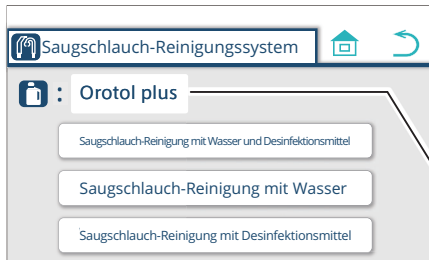 Saugschlauch-Reinigungssystem
: Orotol plus
Saugschlauch-Reinigung mit Wasser und Desinfektionsmittel
Saugschlauch-Reinigung mit Wasser
Saugschlauch-Reinigung mit Desinfektionsmittel